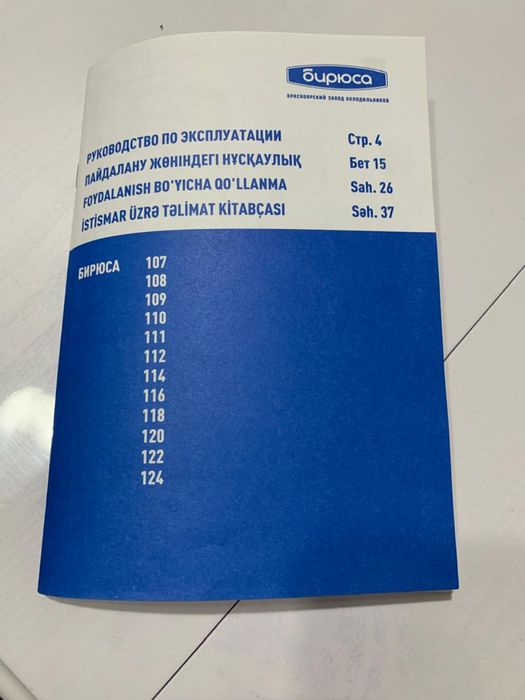 бирюса
КРАСНОЯРСКИЙ ЗАВОД ХОЛОДИЛЬНИКОВ
РУКОВОДСТВО ПО ЭКСПЛУАТАЦИИ Стр. 4
ПАЙДАЛАНУ ЖӨНІНДЕГІ НҰСҚАУЛЫҚ Бет 15
FOYDALANISH BO'YICHA QO'LLANMA Sah. 26
İSTİSMAR ÜZRƏ TƏLİMAT KİTABÇASI Səh. 37
БИРЮСА 107
108
109
110
111
112
114
116
118
120
122
124